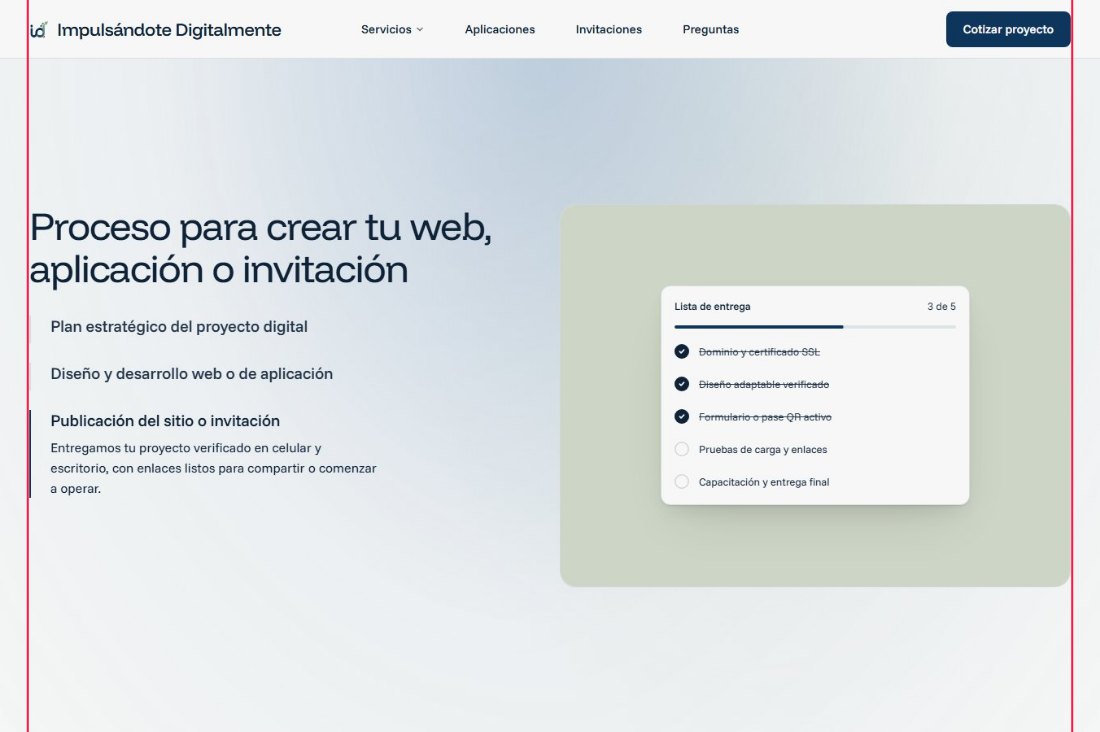 id Impulsándote Digitalmente
Servicios
Aplicaciones
Invitaciones
Preguntas
Cotizar proyecto
Proceso para crear tu web,
aplicación o invitación
Plan estratégico del proyecto digital
Diseño y desarrollo web o de aplicación
Publicación del sitio o invitación
Entregamos tu proyecto verificado en celular y
escritorio, con enlaces listos para compartir o comenzar
a operar.
Lista de entrega
3 de 5
Dominio y certificado SSL
Diseño adaptable verificado
Formulario o pase QR activo
Pruebas de carga y enlaces
Capacitación y entrega final